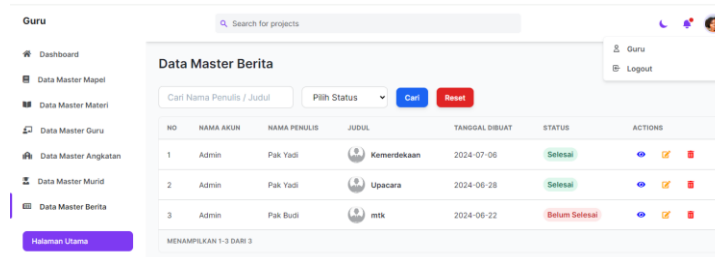 Guru
Search for projects
Guru
Logout
Dashboard
Data Master Mapel
Data Master Materi
Data Master Guru
Data Master Angkatan
Data Master Murid
Data Master Berita
Halaman Utama
Data Master Berita
Cari Nama Penulis / Judul Pilih Status Cari Reset
NO NAMA AKUN NAMA PENULIS JUDUL TANGGAL DIBUAT STATUS ACTIONS
1 Admin Pak Yadi Kemerdekaan 2024-07-06 Selesai
2 Admin Pak Yadi Upacara 2024-06-28 Selesai
3 Admin Pak Budi mtk 2024-06-22 Belum Selesai
MENAMPILKAN 1-3 DARI 3